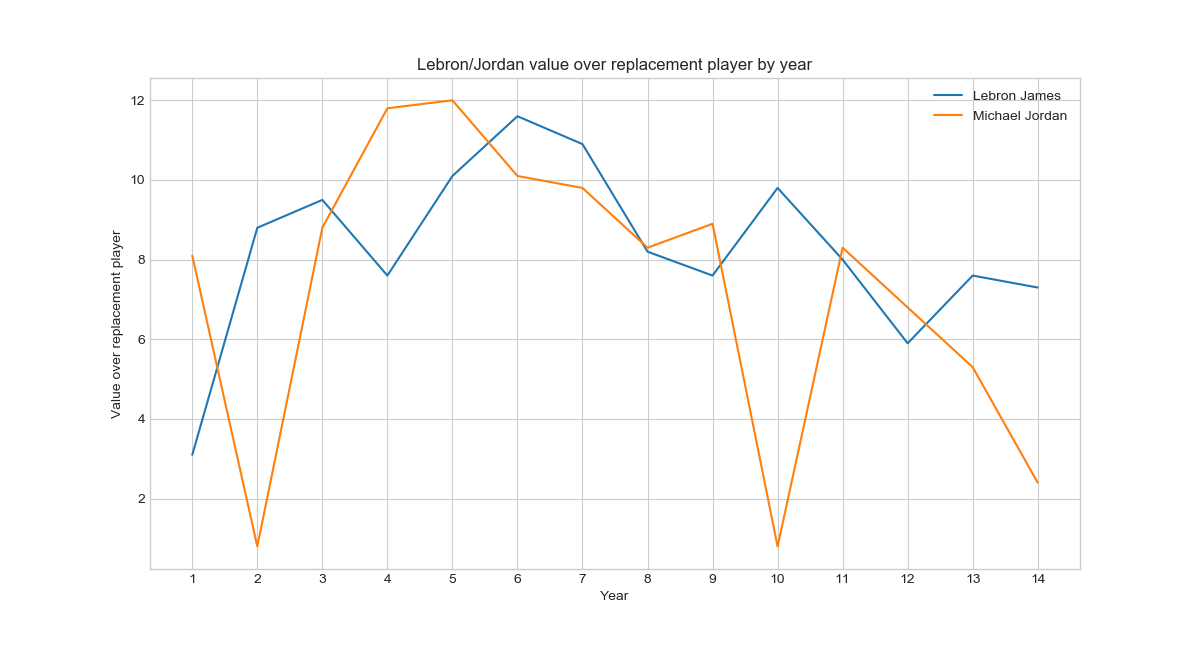 Lebron/Jordan value over replacement player by year
Lebron James
Michael Jordan
Value over replacement player
12
10
8
6
4
2
1 2 3 4 5 6 7 8 9 10 11 12 13 14
Year